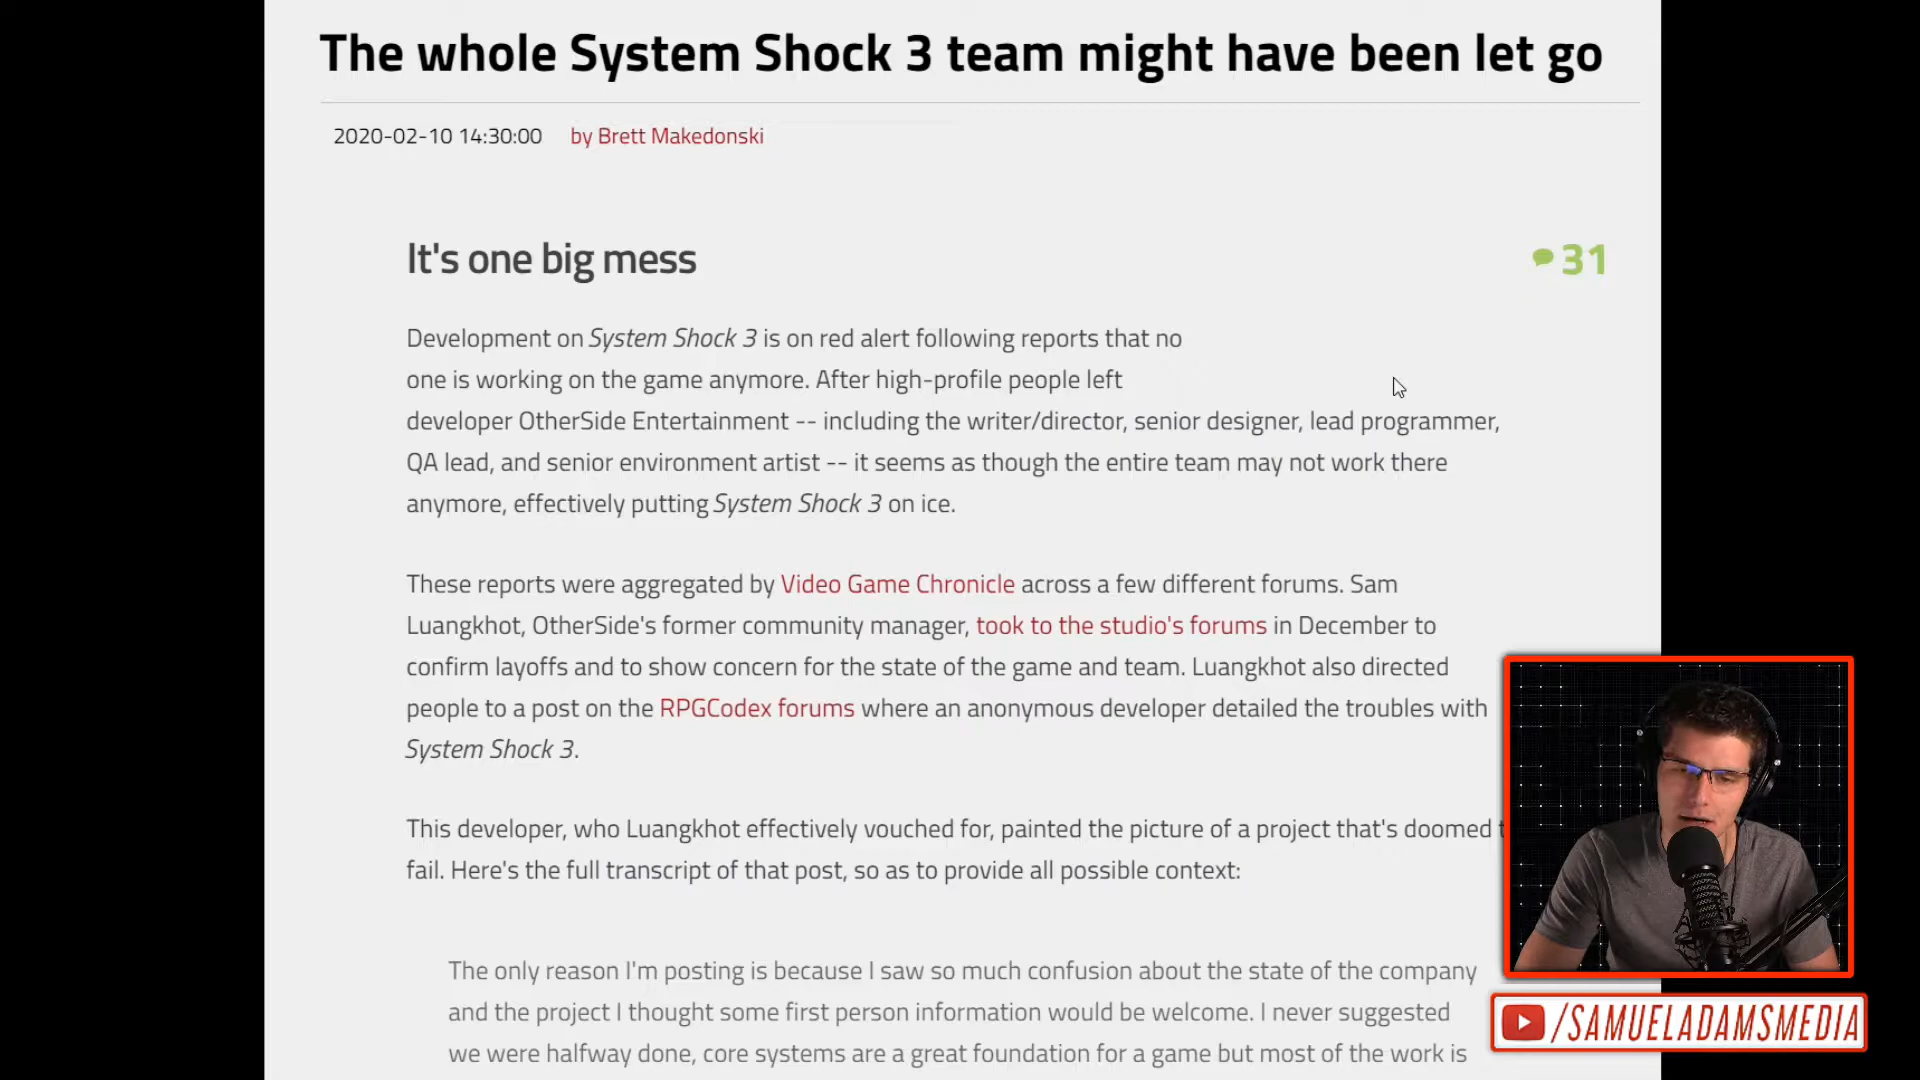 The whole System Shock 3 team might have been let go
2020-02-10 14:30:00 by Brett Makedonski
It's one big mess
31
Development on System Shock 3 is on red alert following reports that no
one is working on the game anymore. After high-profile people left
developer OtherSide Entertainment -- including the writer/director, senior designer, lead programmer,
QA lead, and senior environment artist -- it seems as though the entire team may not work there
anymore, effectively putting System Shock 3 on ice.
These reports were aggregated by Video Game Chronicle across a few different forums. Sam
Luangkhot, OtherSide's former community manager, took to the studio's forums in December to
confirm layoffs and to show concern for the state of the game and team. Luangkhot also directed
people to a post on the RPGCodex forums where an anonymous developer detailed the troubles with
System Shock 3.
This developer, who Luangkhot effectively vouched for, painted the picture of a project that's doomed
fail. Here's the full transcript of that post, so as to provide all possible context:
The only reason I'm posting is because I saw so much confusion about the state of the company
and the project I thought some first person information would be welcome. I never suggested
we were halfway done, core systems are a great foundation for a game but most of the work is
/SAMUELADAMSMEDIA